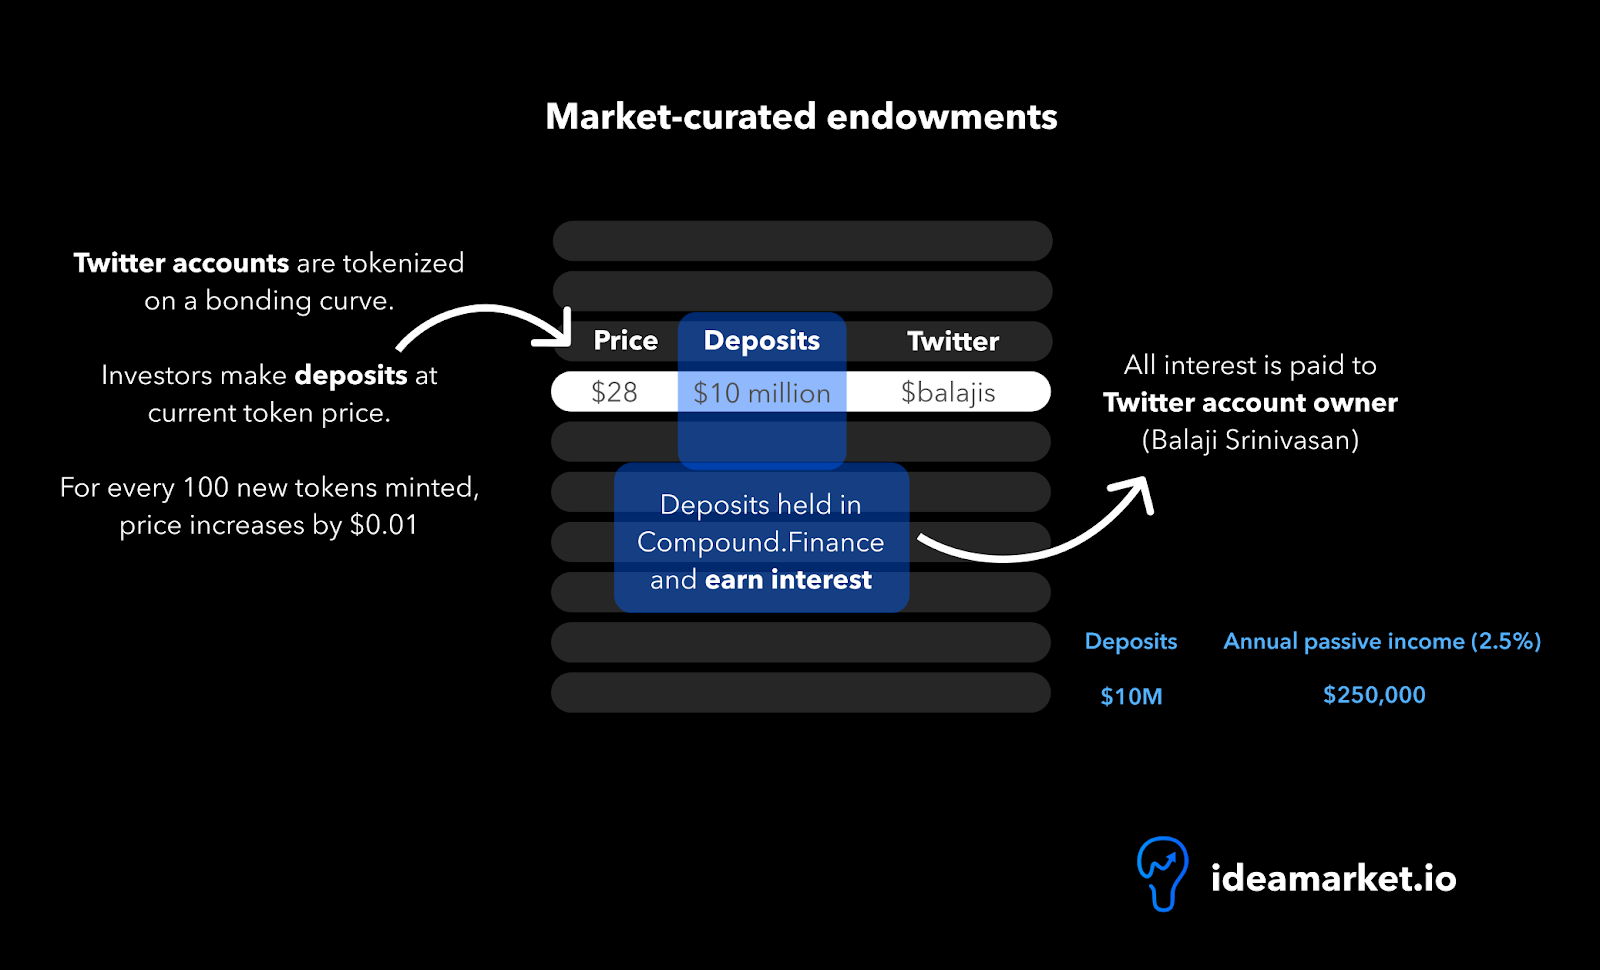 Market-curated endowments
Twitter accounts are tokenized
on a bonding curve.
Investors make deposits at
current token price.
For every 100 new tokens minted,
price increases by $0.01
Price Deposits Twitter
$28 $10 million $balajis
Deposits held in
Compound.Finance
and earn interest
All interest is paid to
Twitter account owner
(Balaji Srinivasan)
Deposits Annual passive income (2.5%)
$10M $250,000
ideamarket.io